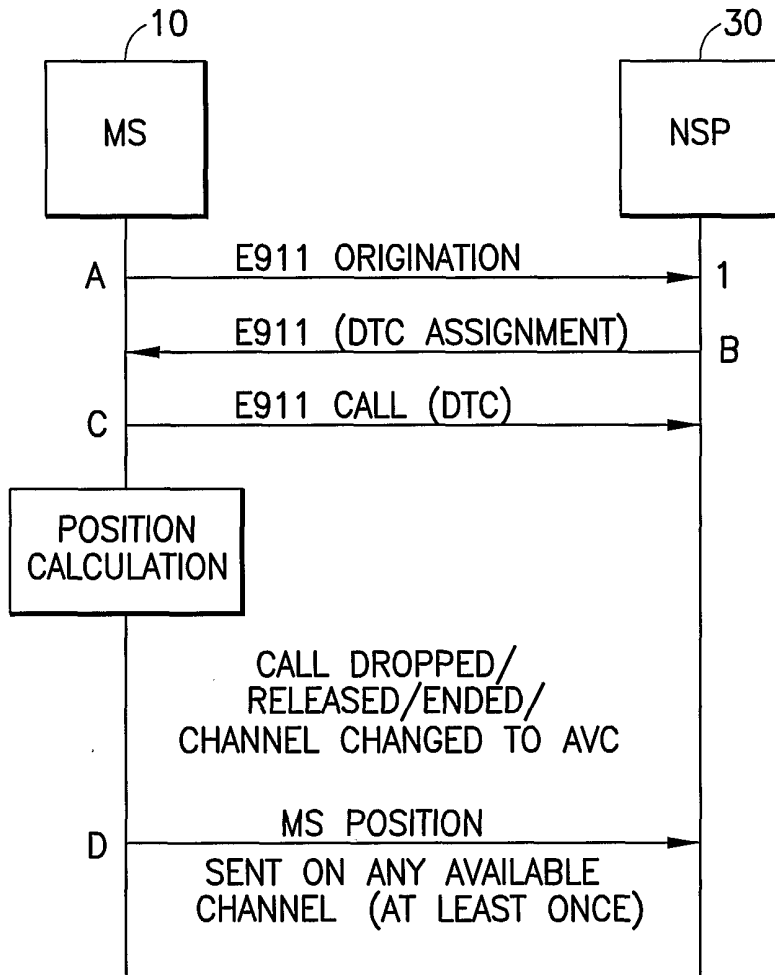 10
30
MS
NSP
A
E911 ORIGINATION
1
E911 (DTC ASSIGNMENT)
B
C
E911 CALL (DTC)
POSITION
CALCULATION
CALL DROPPED/
RELEASED/ENDED/
CHANNEL CHANGED TO AVC
D
MS POSITION
SENT ON ANY AVAILABLE
CHANNEL (AT LEAST ONCE)